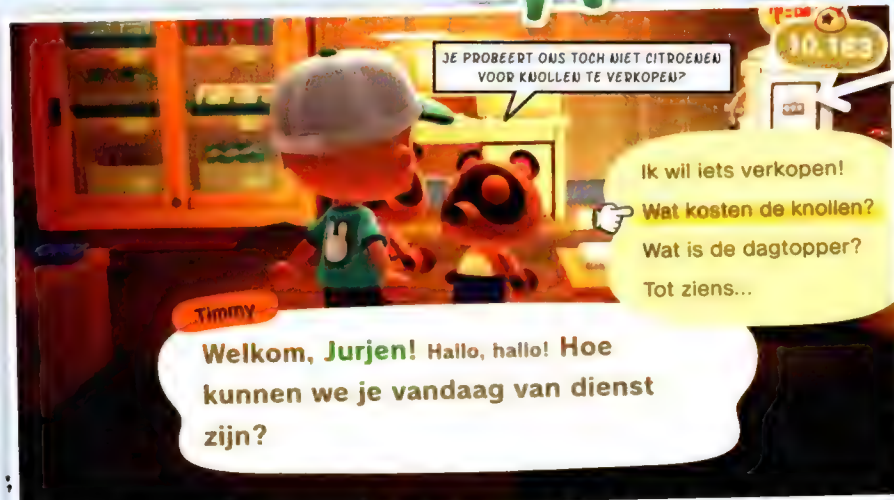 JE PROBEERT ONS TOCH NIET CITROENEN
VOOR KNOLLEN TE VERKOPEN?
10.163
Ik wil iets verkopen!
Wat kosten de knollen?
Wat is de dagtopper?
Tot ziens...
Timmy
Welkom, Jurjen! Hallo, hallo! Hoe
kunnen we je vandaag van dienst
zijn?